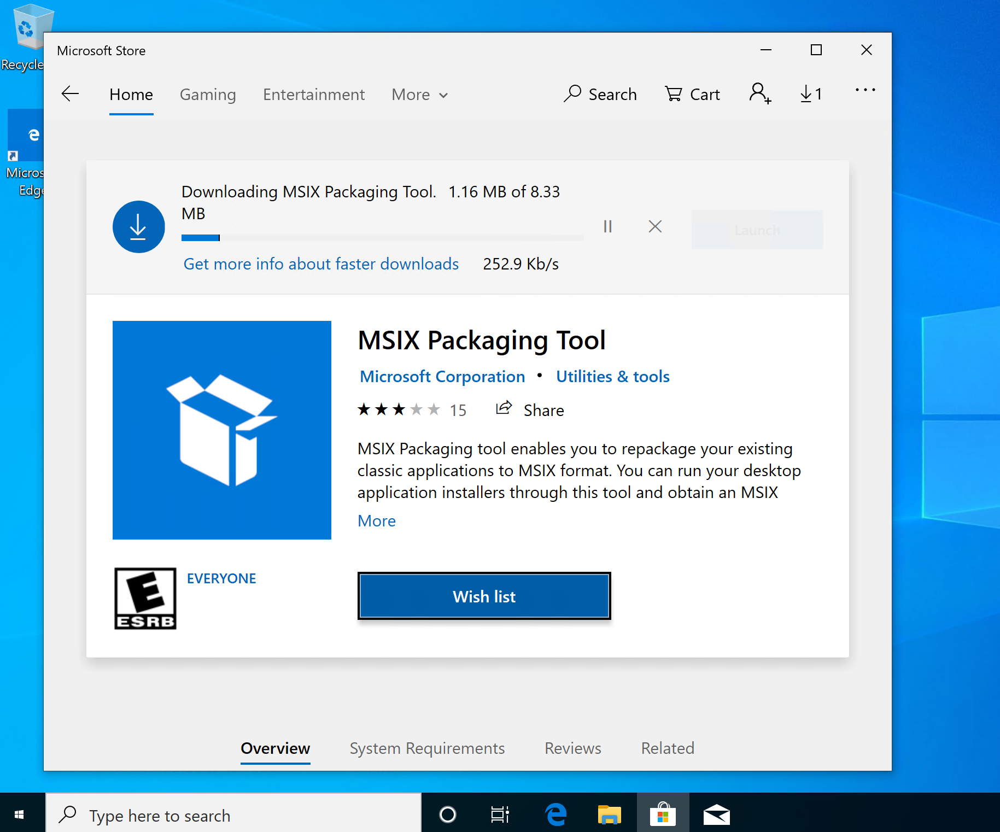 Recycle
Micros
Edge
Microsoft Store
Home Gaming Entertainment More Search Cart 1
Downloading MSIX Packaging Tool. 1.16 MB of 8.33
MB
Launch
Get more info about faster downloads 252.9 Kb/s
MSIX Packaging Tool
Microsoft Corporation • Utilities & tools
15 Share
MSIX Packaging tool enables you to repackage your existing
classic applications to MSIX format. You can run your desktop
application installers through this tool and obtain an MSIX
More
E
ESRB
EVERYONE
Wish list
Overview System Requirements Reviews Related
Type here to search